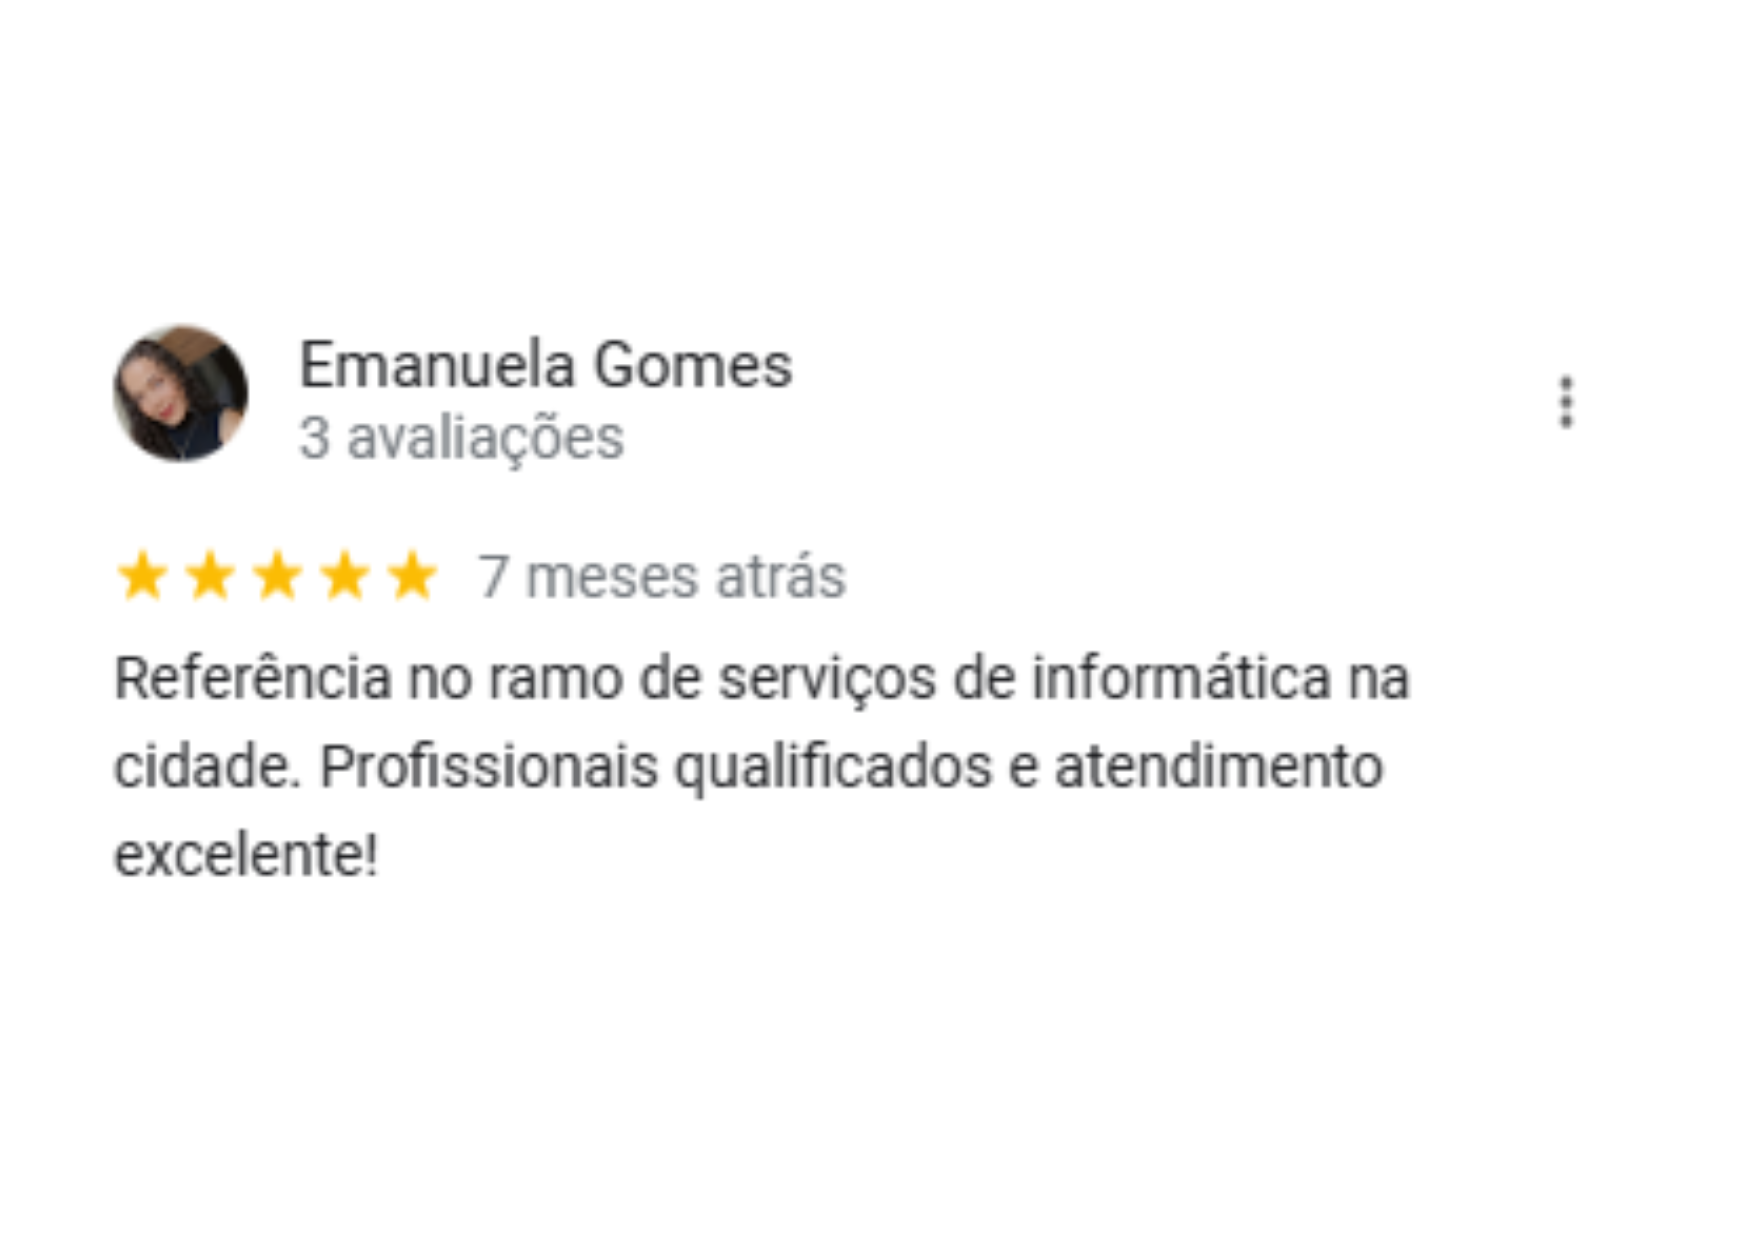 Emanuela Gomes
3 avaliações
7 meses atrás
Referência no ramo de serviços de informática na
cidade. Profissionais qualificados e atendimento
excelente!